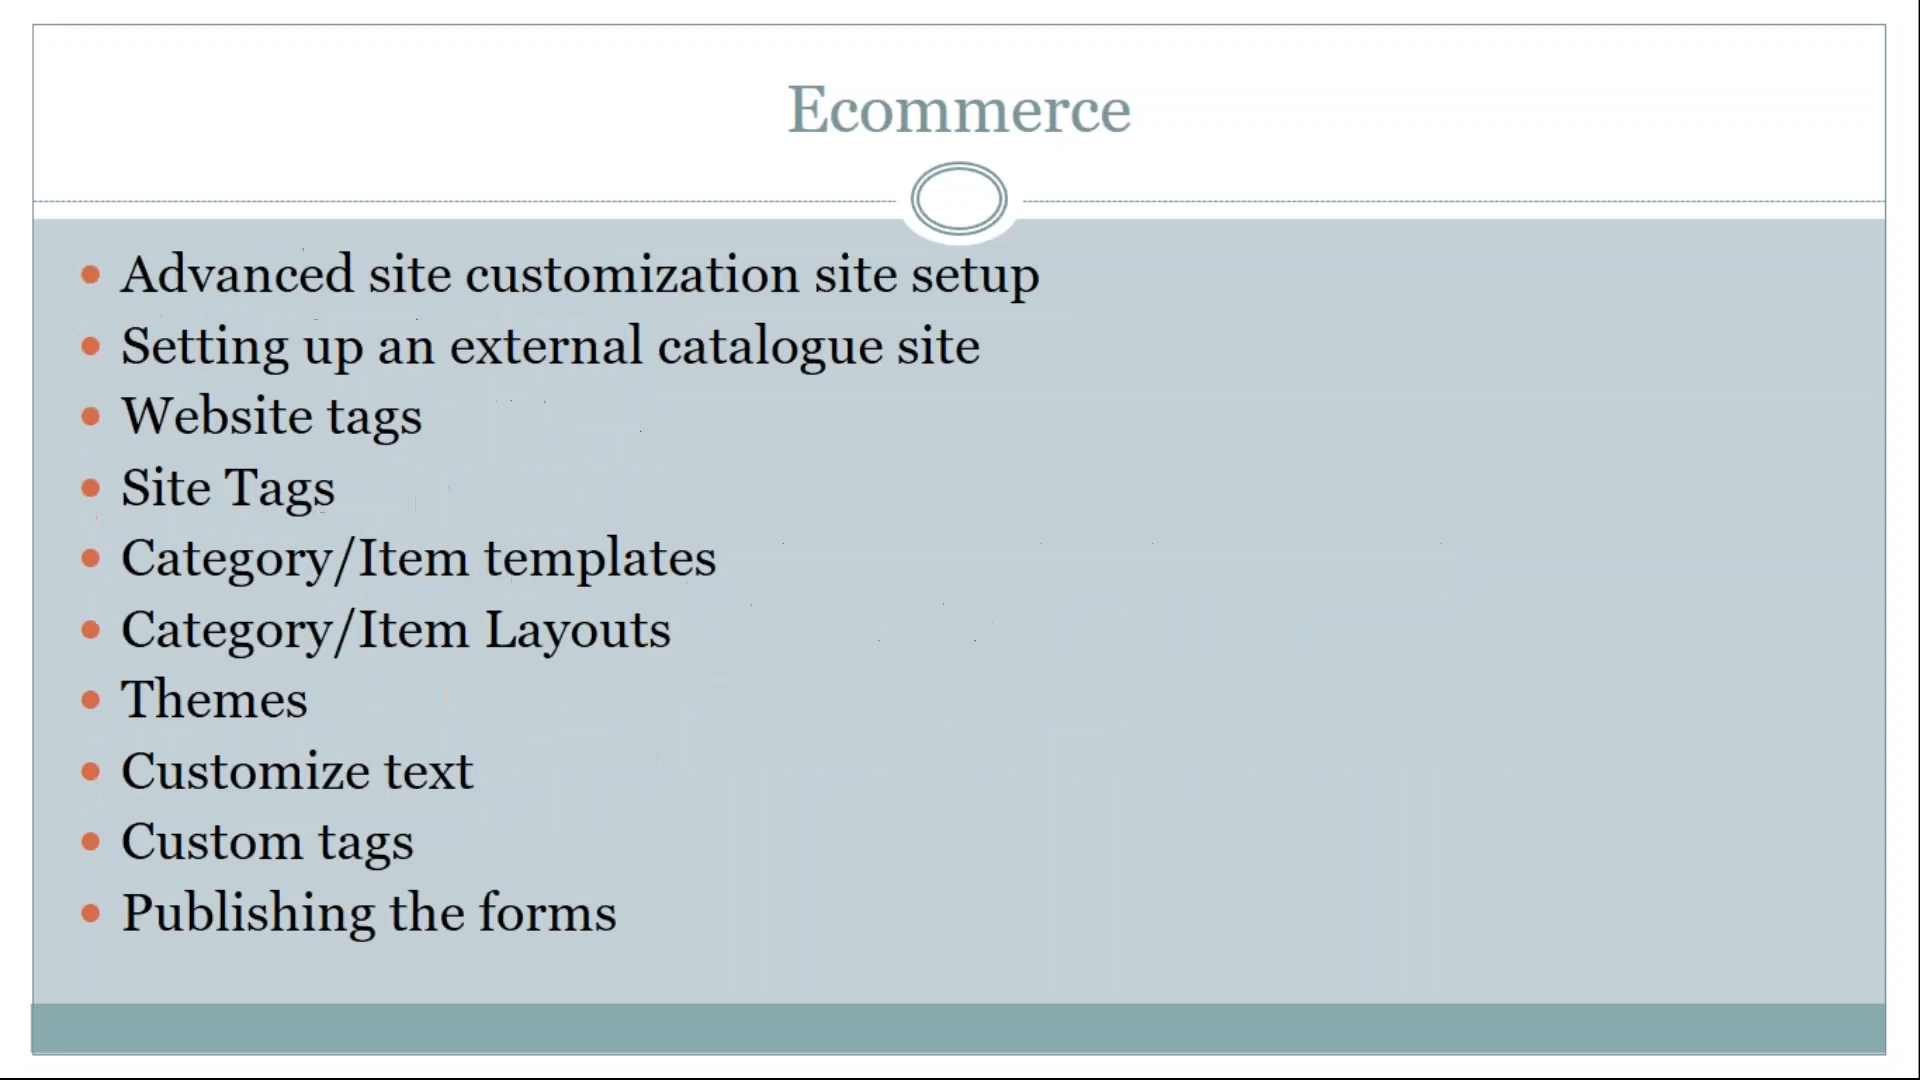 Ecommerce
Advanced site customization site setup
Setting up an external catalogue site
Website tags
Site Tags
Category/Item templates
Category/Item Layouts
Themes
Customize text
Custom tags
Publishing the forms